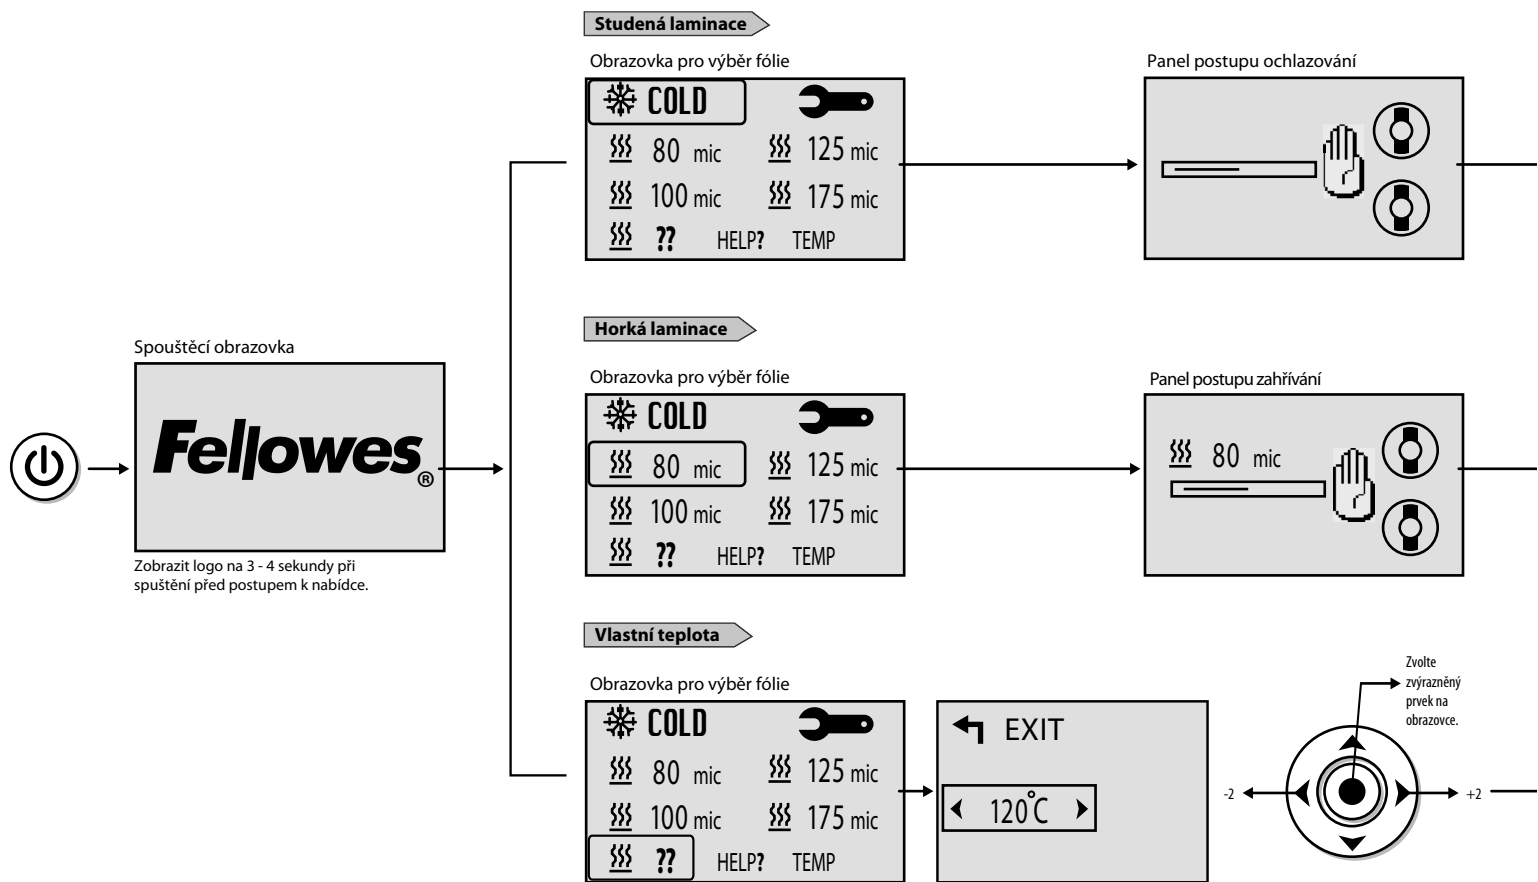 Studená laminace
Obrazovka pro výběr fólie
COLD
80 mic 125 mic
100 mic 175 mic
?? HELP? TEMP
Panel postupu ochlazování
Spouštěcí obrazovka
Fellowes®
Zobrazit logo na 3 - 4 sekundy při
spuštění před postupem k nabídce.
Horká laminace
Obrazovka pro výběr fólie
COLD
80 mic 125 mic
100 mic 175 mic
?? HELP? TEMP
Panel postupu zahřívání
80 mic
Vlastní teplota
Obrazovka pro výběr fólie
COLD
80 mic 125 mic
100 mic 175 mic
?? HELP? TEMP
EXIT
120°C
Zvolte
zvýrazněný
prvek na
obrazovce.
-2 +2